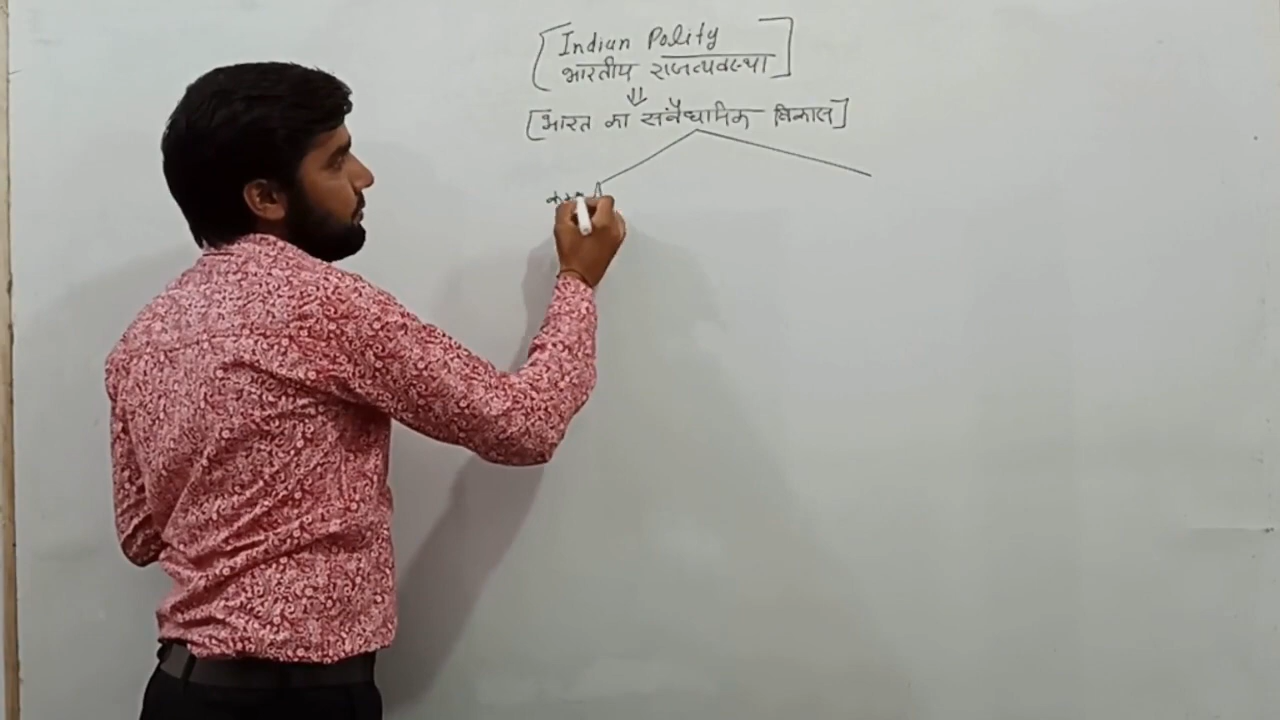 [Indian Polity
भारतीय राजव्यवस्था]
[भारत का संवैधानिक विकास]